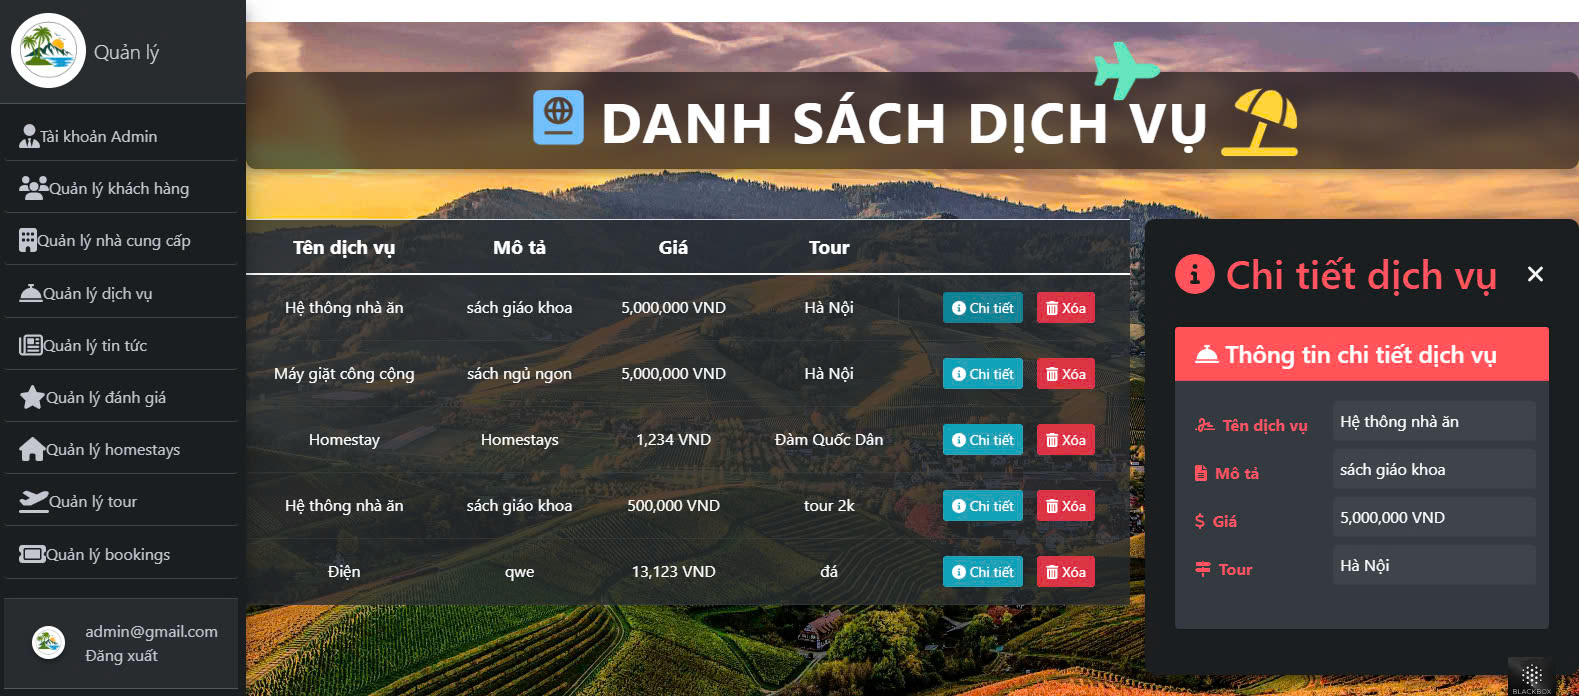 Quản lý
Tài khoản Admin
Quản lý khách hàng
Quản lý nhà cung cấp
Quản lý dịch vụ
Quản lý tin tức
Quản lý đánh giá
Quản lý homestays
Quản lý tour
Quản lý bookings
admin@gmail.com
Đăng xuất
DANH SÁCH DỊCH VỤ
Tên dịch vụ Mô tả Giá Tour
Hệ thông nhà ăn sách giáo khoa 5,000,000 VND Hà Nội Chi tiết Xóa
Máy giặt công cộng sách ngủ ngon 5,000,000 VND Hà Nội Chi tiết Xóa
Homestay Homestays 1,234 VND Đàm Quốc Dân Chi tiết Xóa
Hệ thông nhà ăn sách giáo khoa 500,000 VND tour 2k Chi tiết Xóa
Điện qwe 13,123 VND đá Chi tiết Xóa
Chi tiết dịch vụ
Thông tin chi tiết dịch vụ
Tên dịch vụ Hệ thông nhà ăn
Mô tả sách giáo khoa
Giá 5,000,000 VND
Tour Hà Nội
BLACKBOX